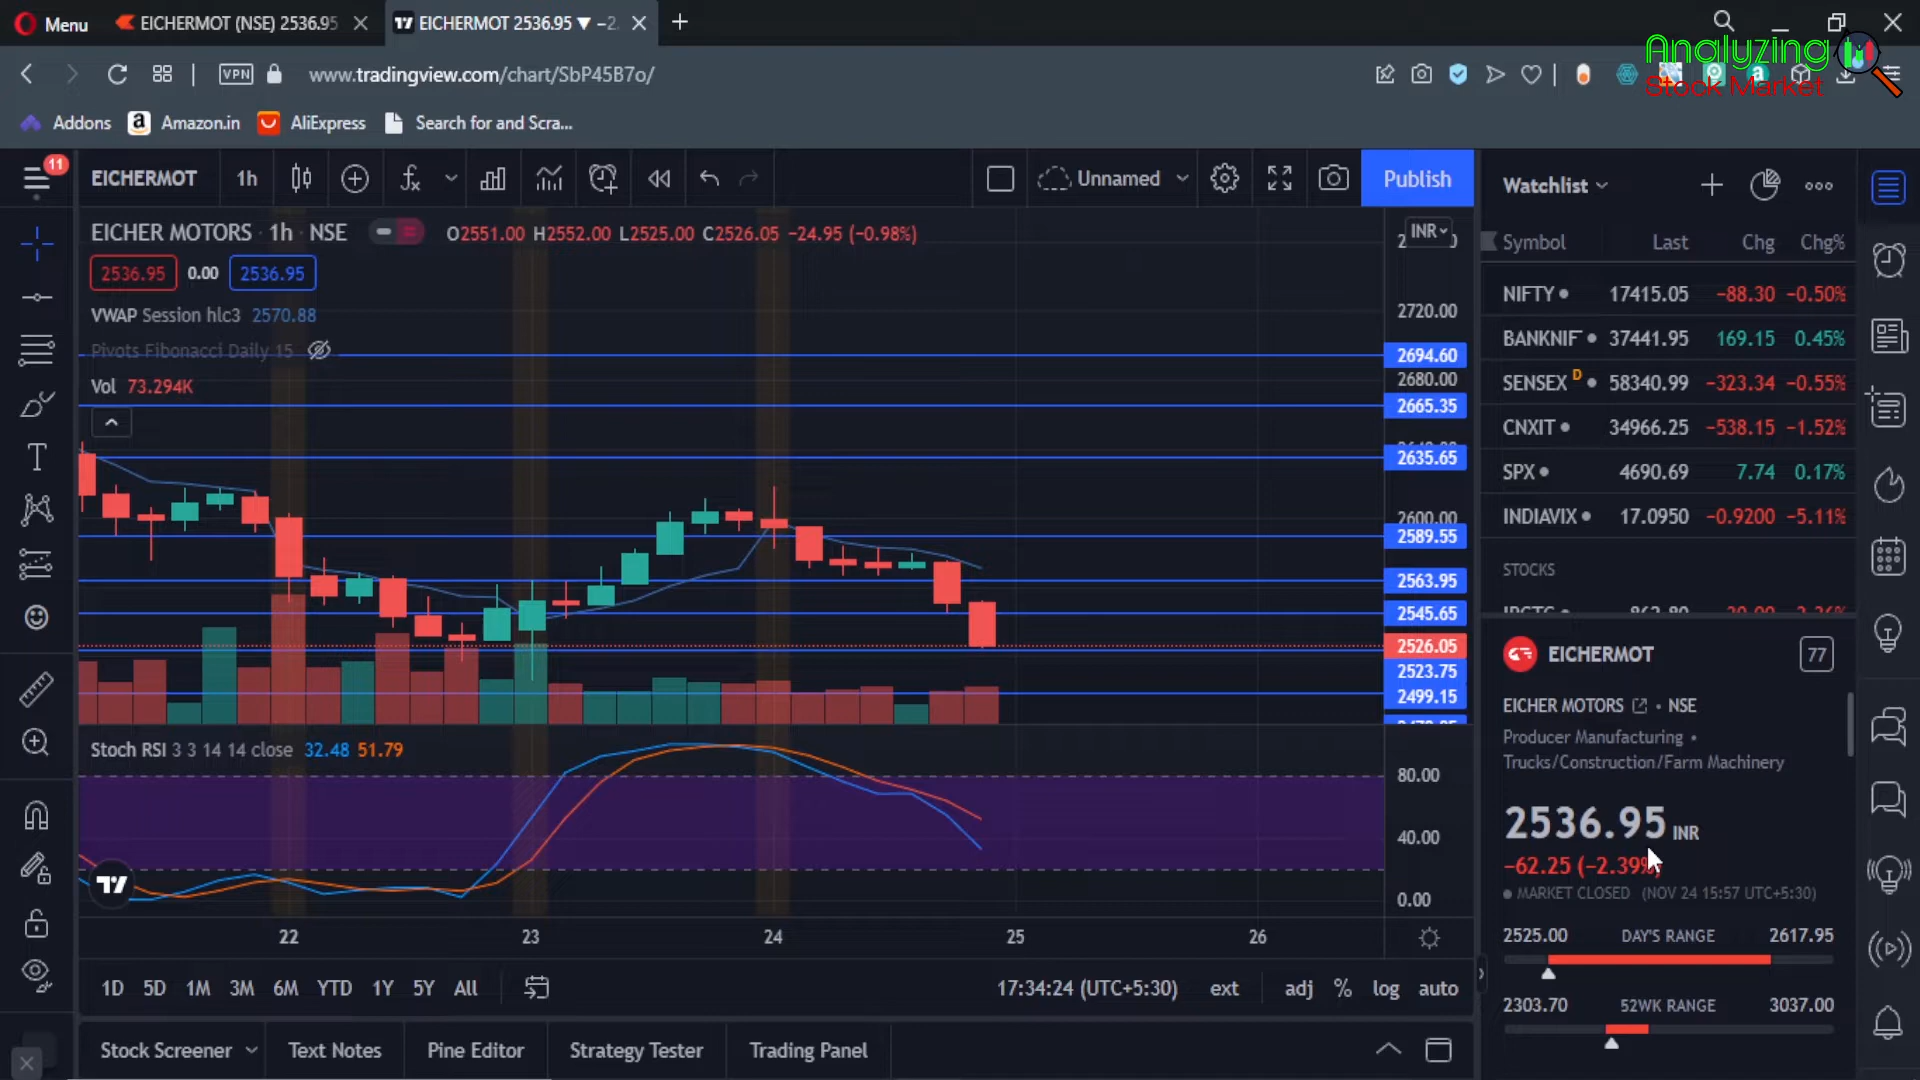 Menu
EICHERMOT (NSE) 2536.95
EICHERMOT 2536.95 ▼ −2.
Analyzing
Stock Market
VPN
www.tradingview.com/chart/SbP45B7o/
Addons
Amazon.in
AliExpress
Search for and Scra...
11
EICHERMOT
1h
Unnamed
Publish
EICHER MOTORS · 1h · NSE
O2551.00 H2552.00 L2525.00 C2526.05 −24.95 (−0.98%)
2536.95 0.00 2536.95
VWAP Session hlc3 2570.88
Pivots Fibonacci Daily 15
Vol 73.294K
INR
2720.00
2694.60
2680.00
2665.35
2635.65
2600.00
2589.55
2563.95
2545.65
2526.05
2523.75
2499.15
Stoch RSI 3 3 14 14 close 32.48 51.79
80.00
40.00
0.00
22 23 24 25 26
1D 5D 1M 3M 6M YTD 1Y 5Y All
17:34:24 (UTC+5:30) ext adj % log auto
Stock Screener
Text Notes
Pine Editor
Strategy Tester
Trading Panel
Watchlist
Symbol Last Chg Chg%
NIFTY 17415.05 −88.30 −0.50%
BANKNIF 37441.95 169.15 0.45%
SENSEX D 58340.99 −323.34 −0.55%
CNXIT 34966.25 −538.15 −1.52%
SPX 4690.69 7.74 0.17%
INDIAVIX 17.0950 −0.9200 −5.11%
STOCKS
EICHERMOT
77
EICHER MOTORS • NSE
Producer Manufacturing •
Trucks/Construction/Farm Machinery
2536.95 INR
−62.25 (−2.39%)
MARKET CLOSED (NOV 24 15:57 UTC+5:30)
2525.00 DAY'S RANGE 2617.95
2303.70 52WK RANGE 3037.00